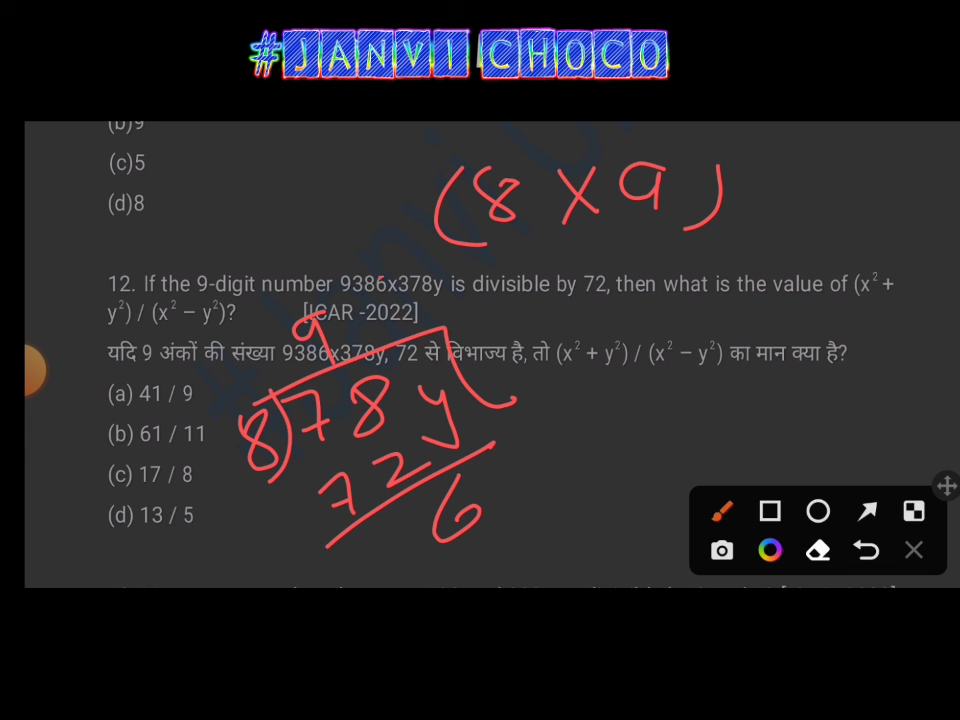 #JANVI CHOCO
(b)9
(c)5
(d)8
(8 X 9)
12. If the 9-digit number 9386x378y is divisible by 72, then what is the value of (x² +
y²) / (x² – y²)? [ICAR -2022]
यदि 9 अंकों की संख्या 9386x378y, 72 से विभाज्य है, तो (x² + y²) / (x² – y²) का मान क्या है?
(a) 41 / 9
(b) 61 / 11
(c) 17 / 8
(d) 13 / 5
9
8)78y
72
6